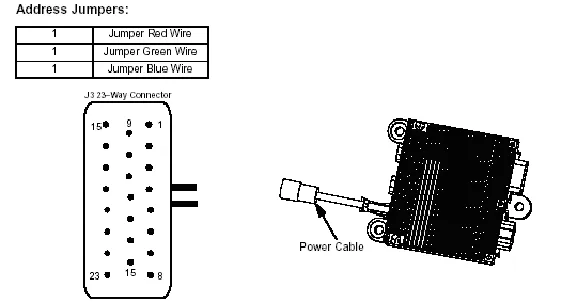 Address Jumpers:
1 Jumper Red Wire
1 Jumper Green Wire
1 Jumper Blue Wire
J3 23-Way Connector
15 9 1
23 15 8
Power Cable